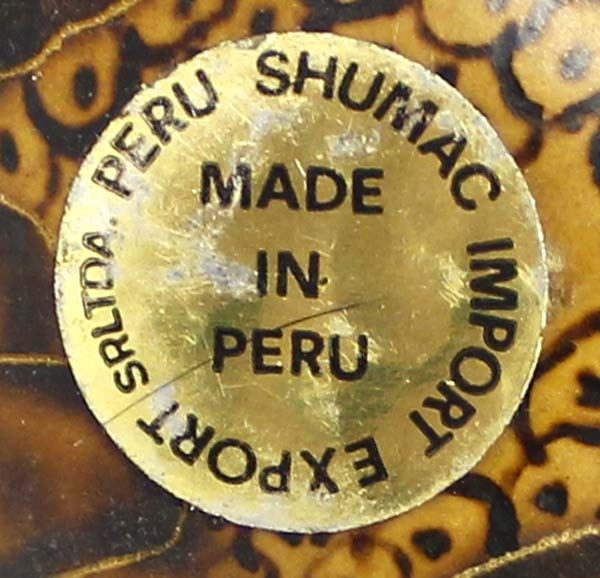 PERU SHUMAC IMPORT EXPORT SRLTDA.
MADE
IN
PERU